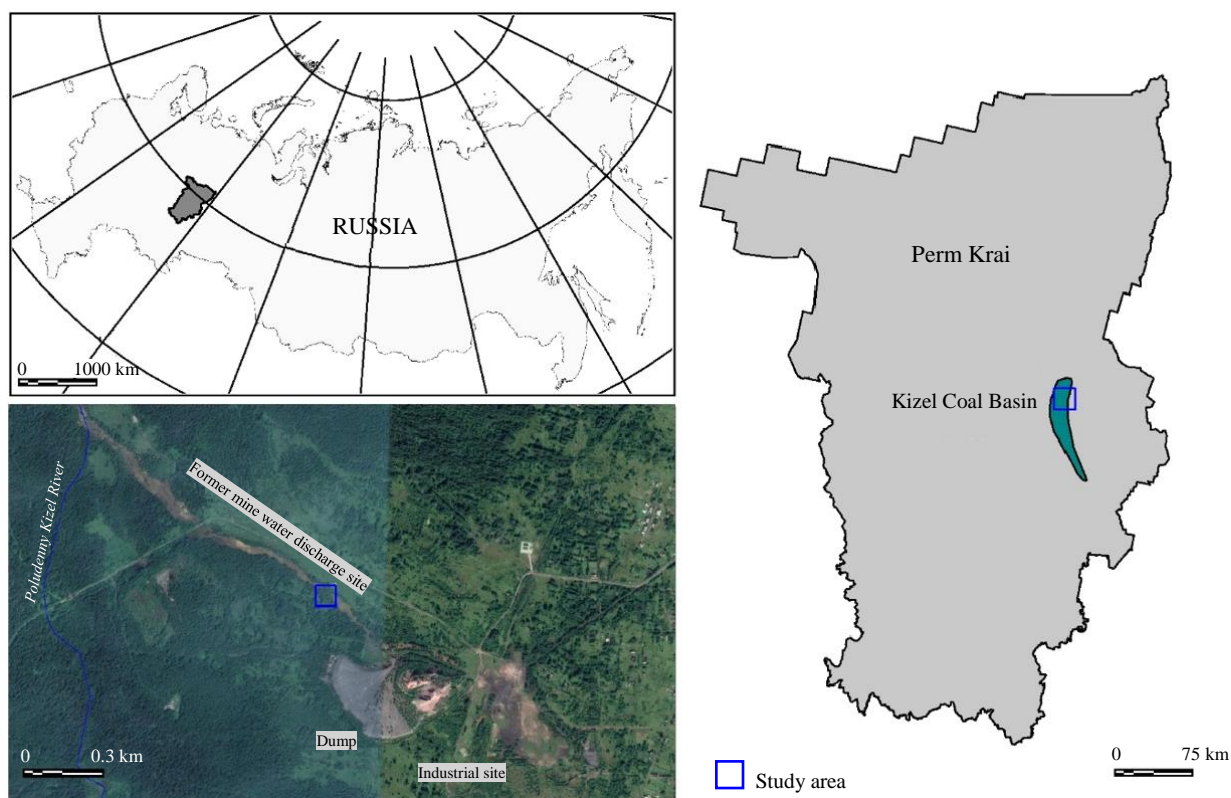 RUSSIA
0 1000 km
Perm Krai
Kizel Coal Basin
Former mine water discharge site
Poludenny Kizel River
Dump
Industrial site
0 0.3 km
Study area
0 75 km